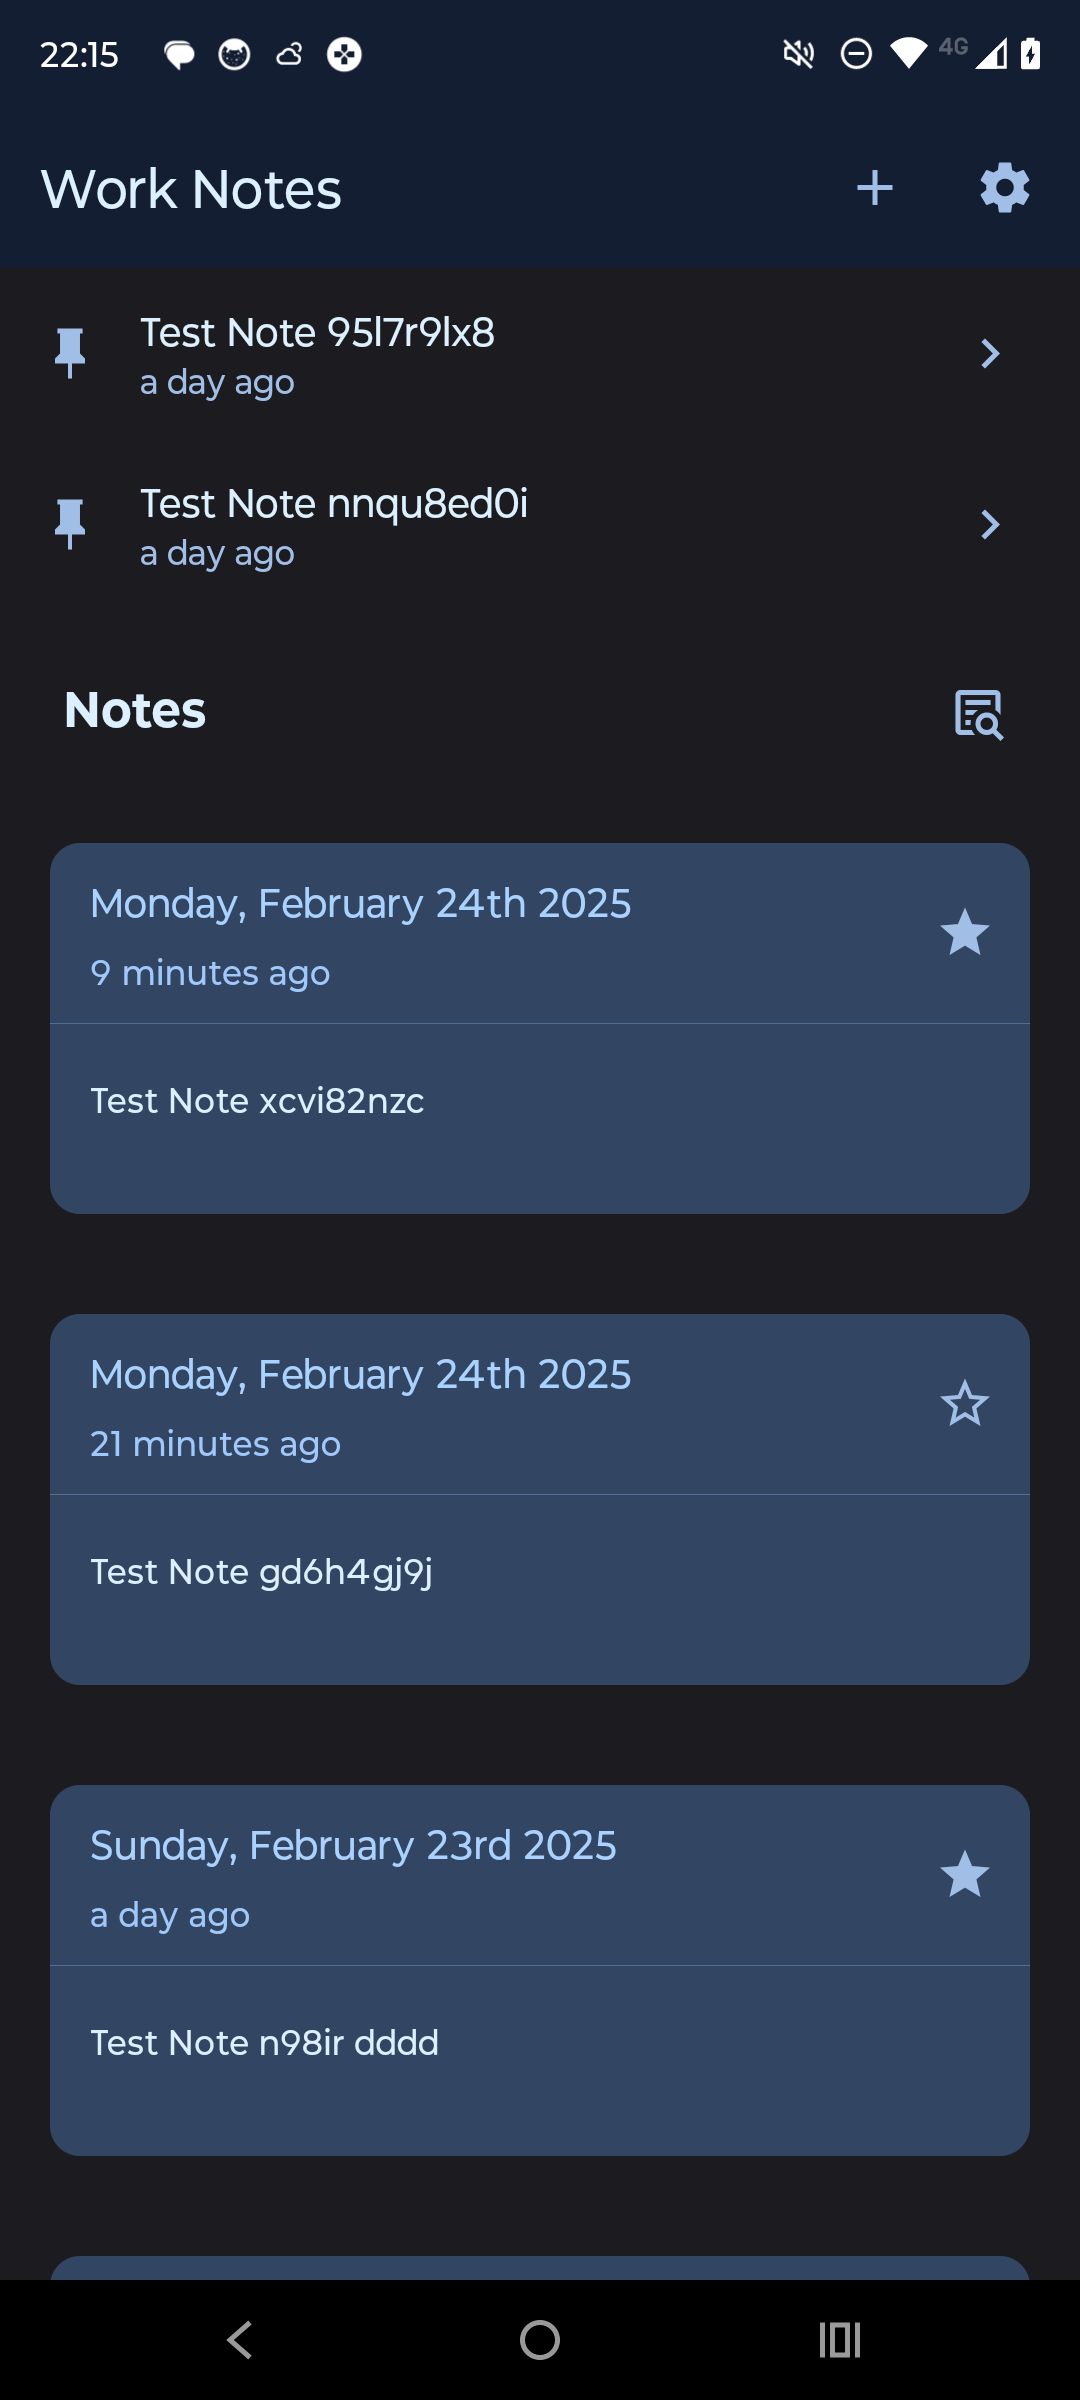 22:15
4G
Work Notes
Test Note 95l7r9lx8
a day ago
Test Note nnqu8ed0i
a day ago
Notes
Monday, February 24th 2025
9 minutes ago
Test Note xcvi82nzc
Monday, February 24th 2025
21 minutes ago
Test Note gd6h4gj9j
Sunday, February 23rd 2025
a day ago
Test Note n98ir dddd